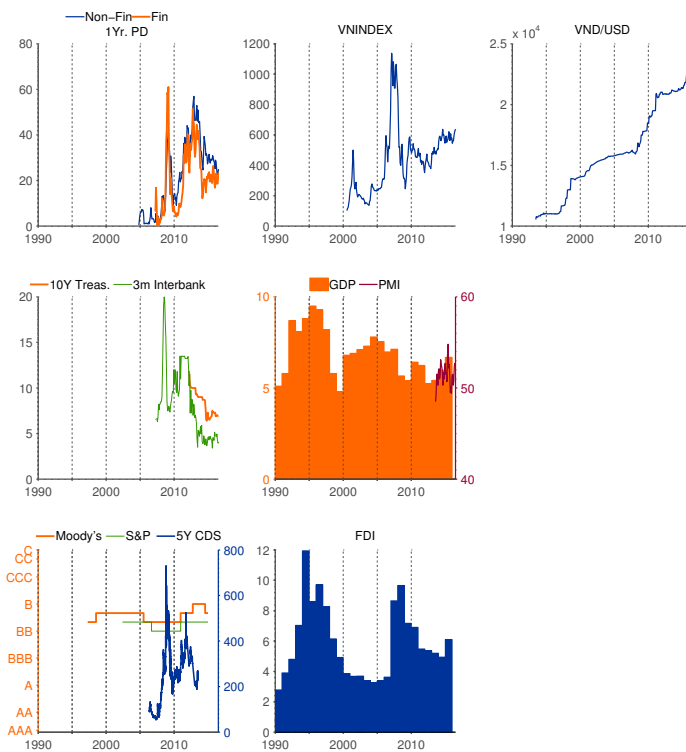 Non−Fin Fin
1Yr. PD
80
60
40
20
0
1990 2000 2010
VNINDEX
1200
1000
800
600
400
200
0
1990 2000 2010
VND/USD
x 10^4
2.5
1.5
1
1990 2000 2010
10Y Treas. 3m Interbank
20
15
10
5
0
1990 2000 2010
GDP PMI
10
5
0
60
50
40
1990 2000 2010
Moody's S&P 5Y CDS
C
CC
CCC
B
BB
BBB
A
AA
AAA
800
600
400
200
0
1990 2000 2010
FDI
12
10
8
6
4
2
0
1990 2000 2010